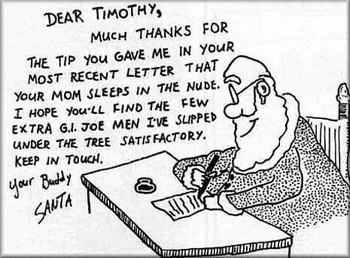 DEAR TIMOTHY,
MUCH THANKS FOR
THE TIP YOU GAVE ME IN YOUR
MOST RECENT LETTER THAT
YOUR MOM SLEEPS IN THE NUDE.
I HOPE YOU'LL FIND THE FEW
EXTRA G.I. JOE MEN I'VE SLIPPED
UNDER THE TREE SATISFACTORY.
KEEP IN TOUCH.
Your Buddy
SANTA